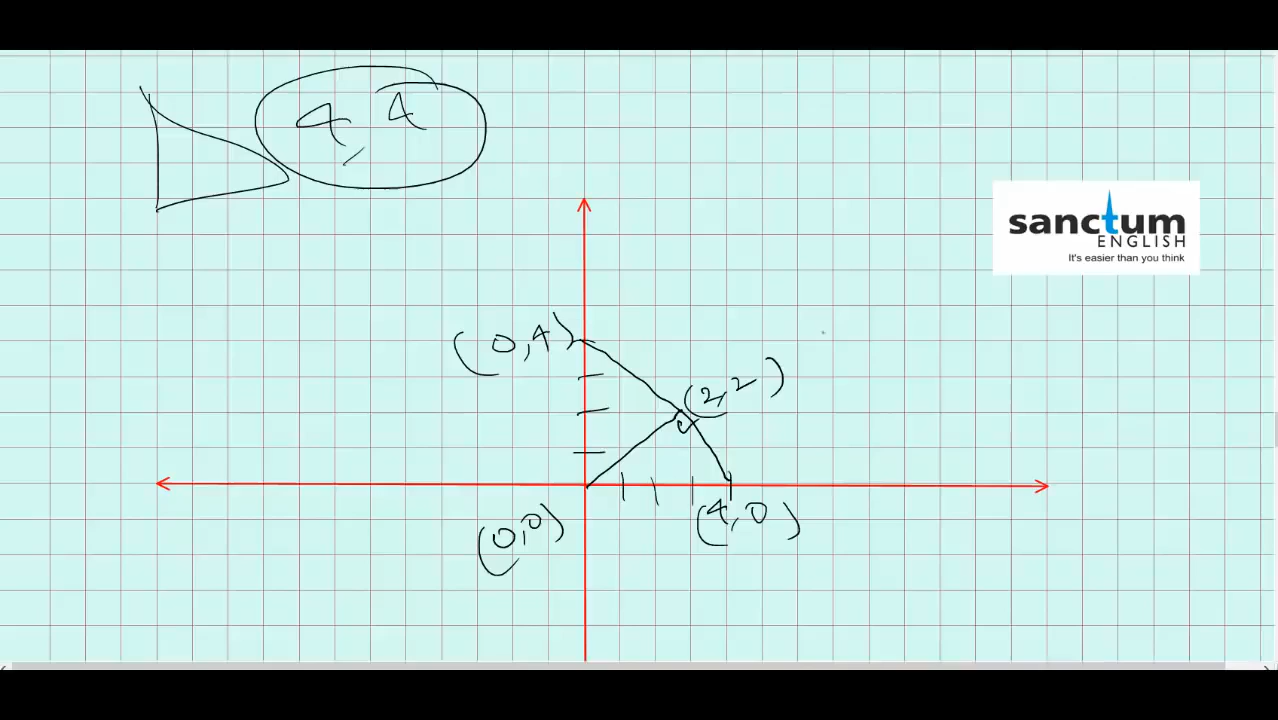 4, 4
sanctum
ENGLISH
It's easier than you think
(0,4)
(2,2)
(4,0)
(0,0)